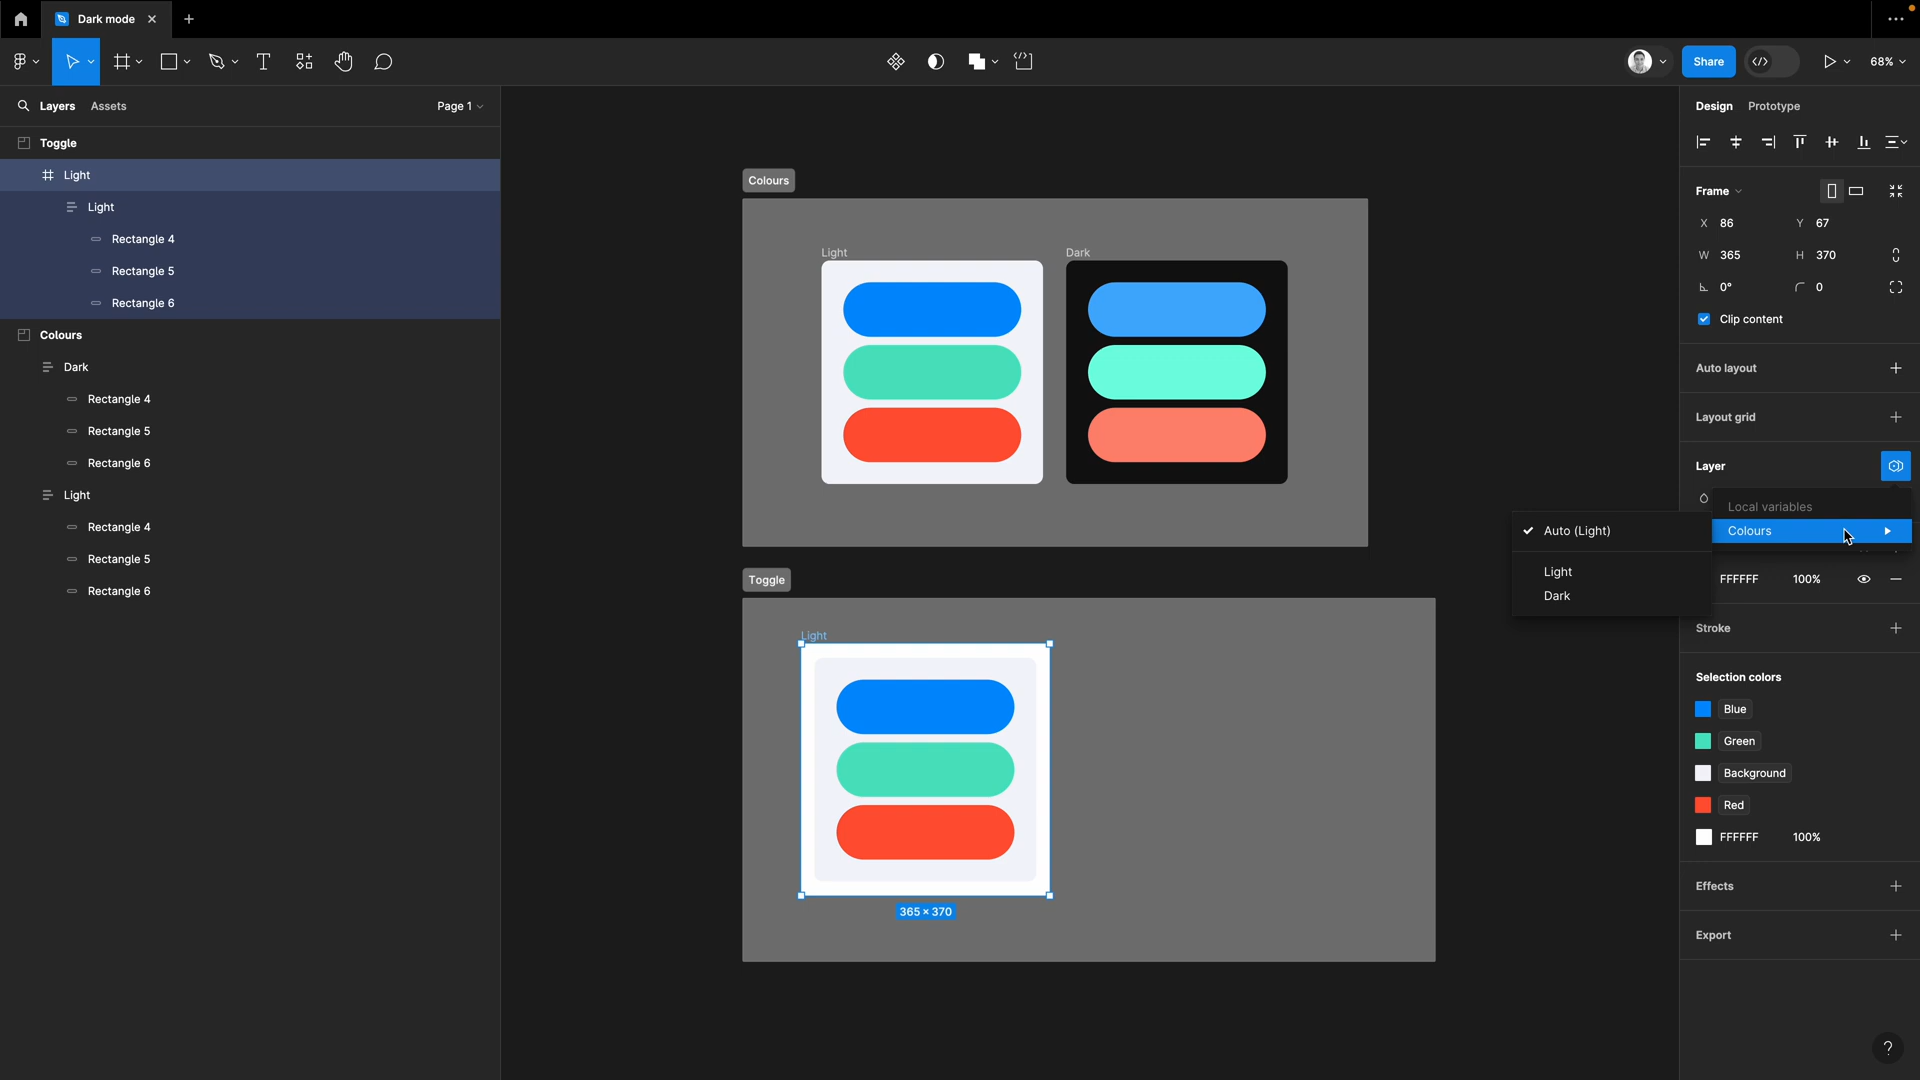 Dark mode
Share
68%
Layers
Assets
Page 1
Toggle
Light
Light
Rectangle 4
Rectangle 5
Rectangle 6
Colours
Dark
Rectangle 4
Rectangle 5
Rectangle 6
Light
Rectangle 4
Rectangle 5
Rectangle 6
Colours
Light
Dark
Toggle
Light
365 × 370
Design
Prototype
Frame
X 86
Y 67
W 365
H 370
0°
0
Clip content
Auto layout
Layout grid
Layer
Local variables
Colours
Auto (Light)
Light
Dark
FFFFFF
100%
Stroke
Selection colors
Blue
Green
Background
Red
FFFFFF
100%
Effects
Export
?